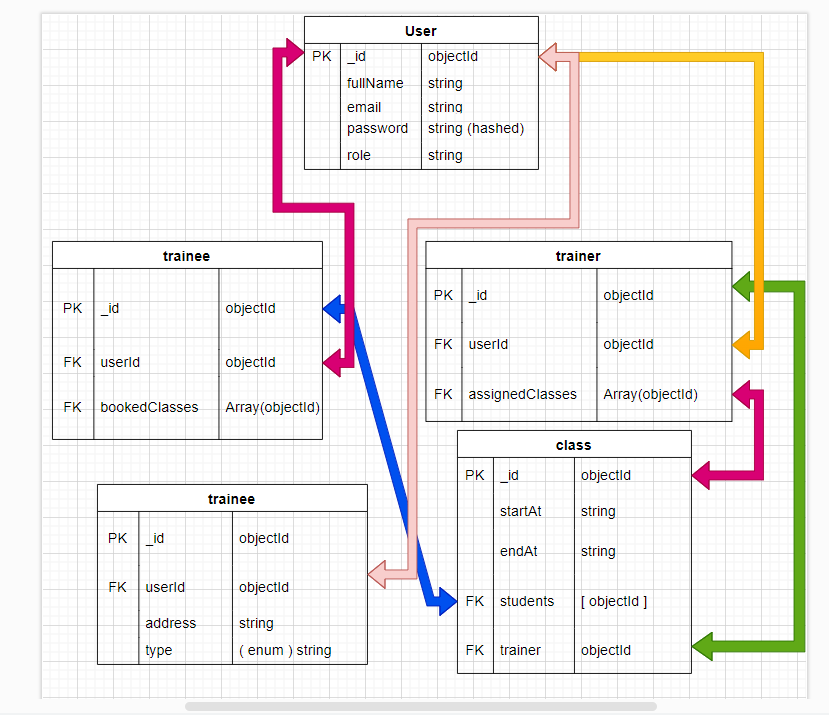 User
PK _id objectId
fullName string
email string
password string (hashed)
role string
trainee
PK _id objectId
FK userId objectId
FK bookedClasses Array(objectId)
trainer
PK _id objectId
FK userId objectId
FK assignedClasses Array(objectId)
class
PK _id objectId
startAt string
endAt string
FK students [ objectId ]
FK trainer objectId
trainee
PK _id objectId
FK userId objectId
address string
type ( enum ) string